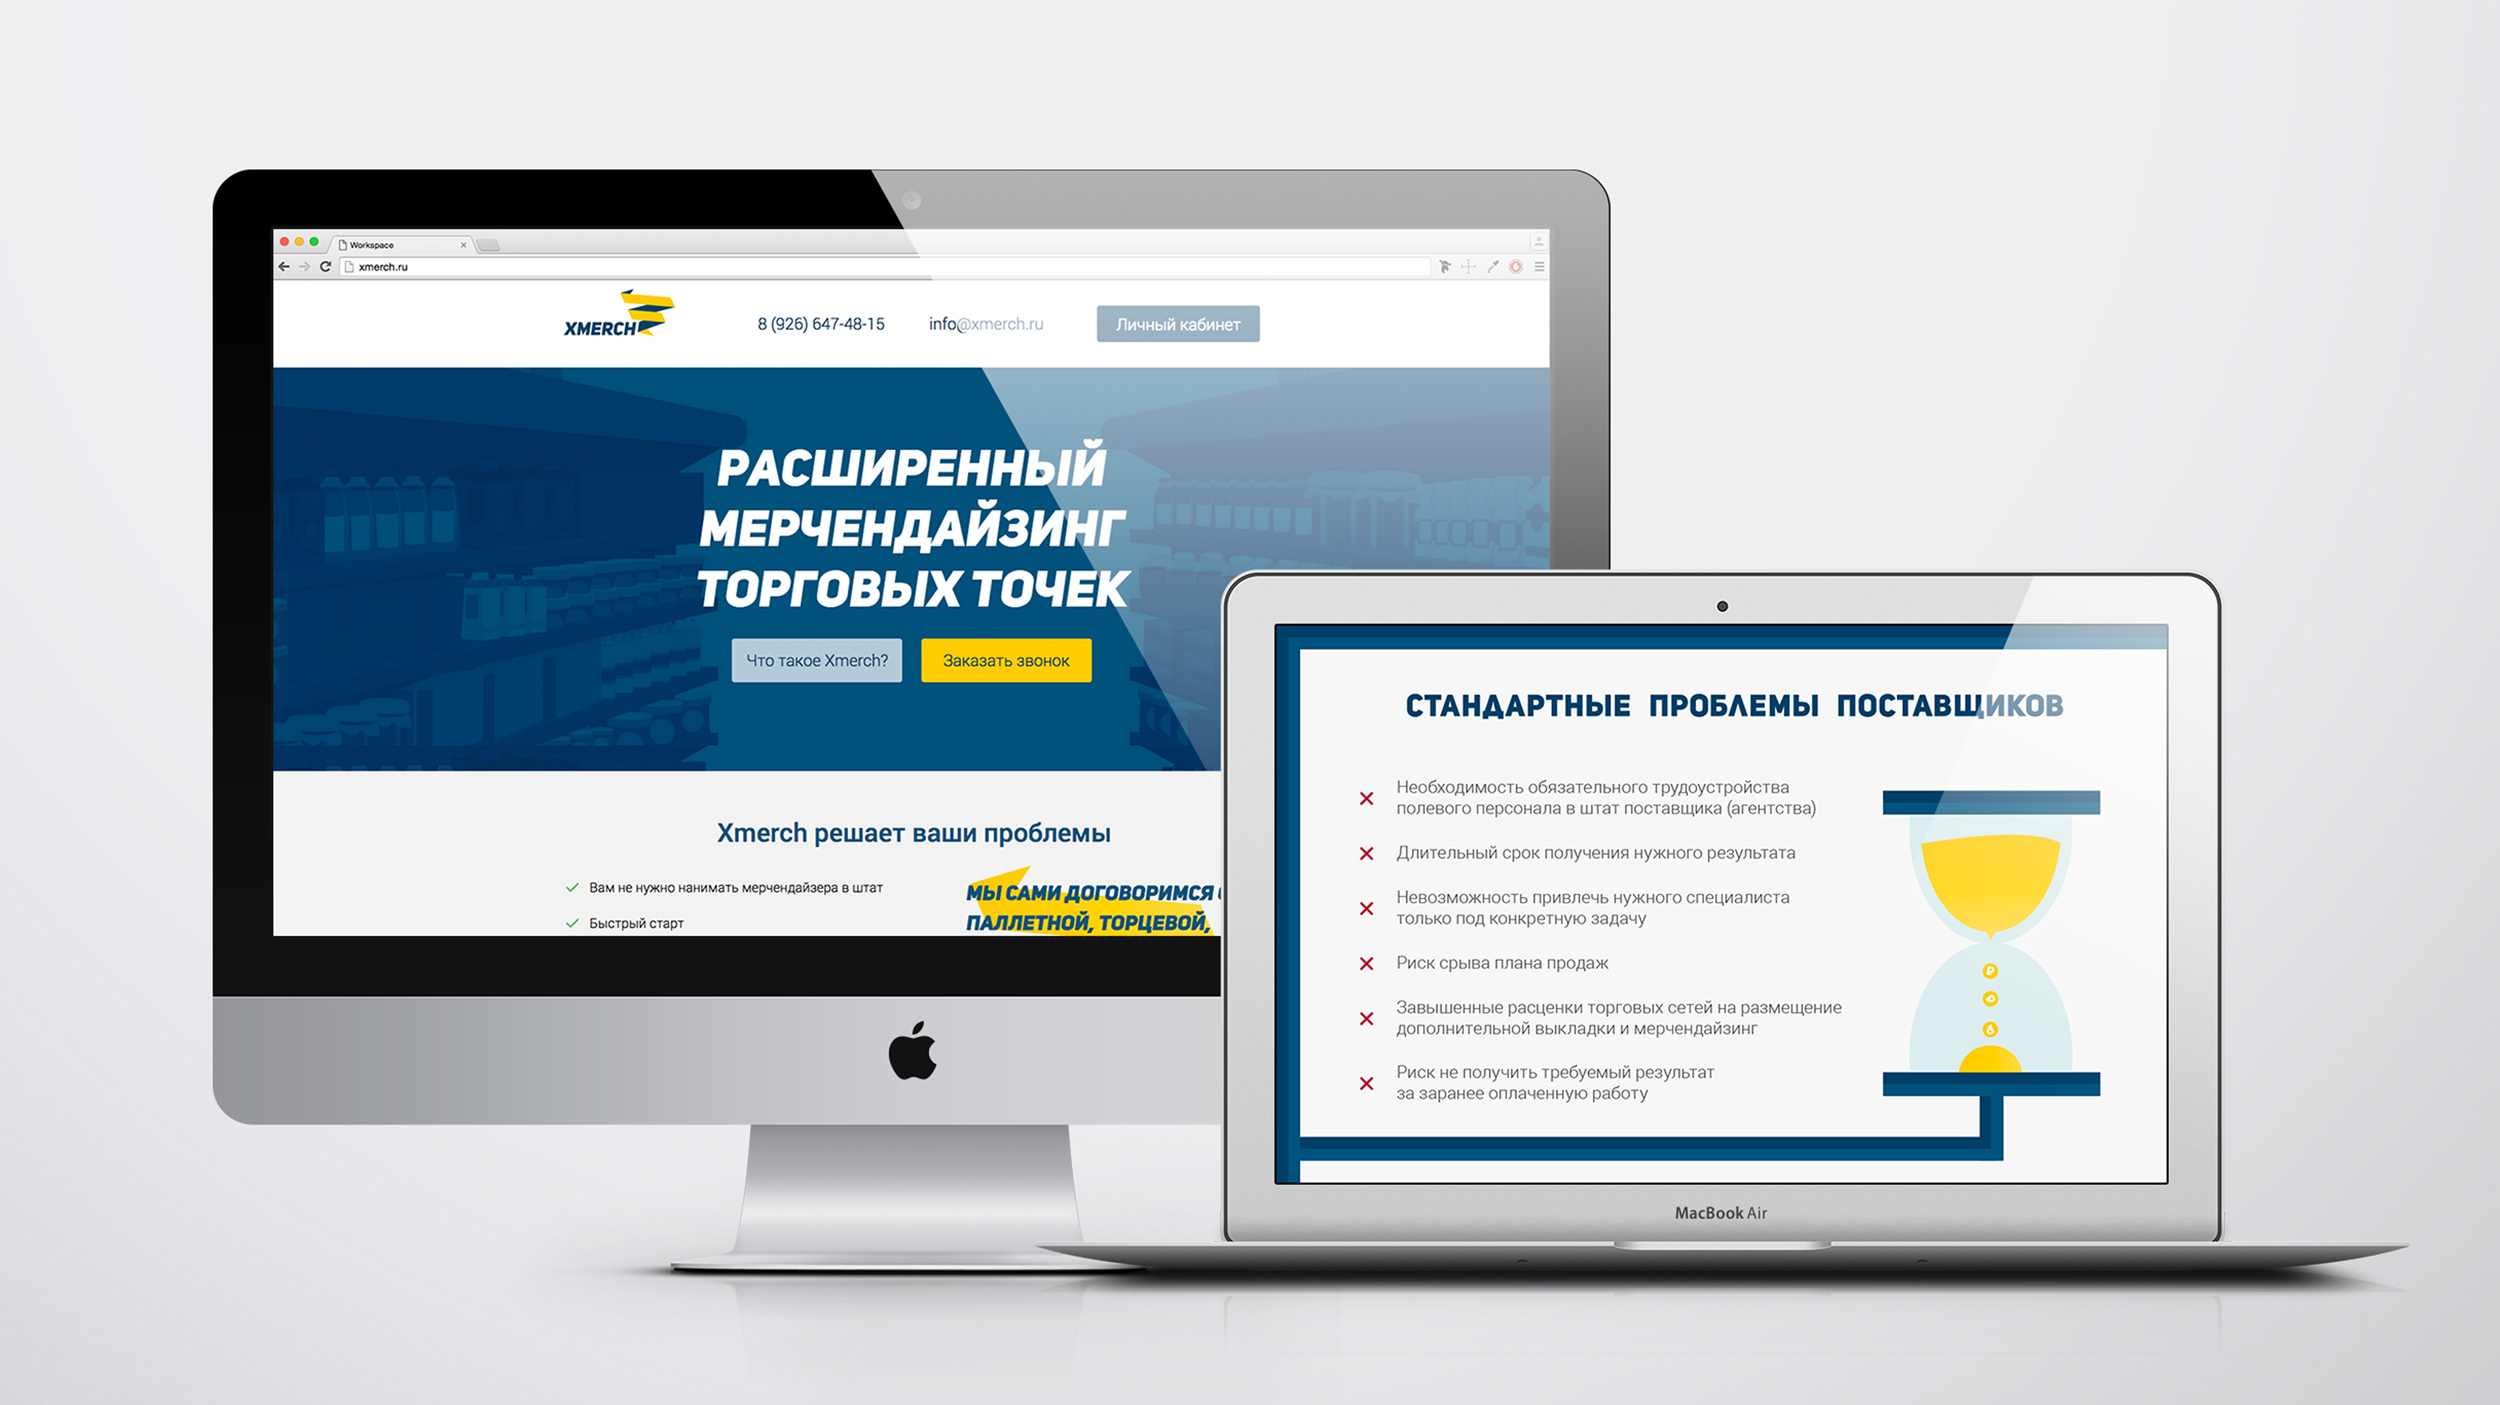 Workspace
xmerch.ru
XMERCH
8 (926) 647-48-15
info@xmerch.ru
Личный кабинет
РАСШИРЕННЫЙ
МЕРЧЕНДАЙЗИНГ
ТОРГОВЫХ ТОЧЕК
Что такое Xmerch?
Заказать звонок
Xmerch решает ваши проблемы
Вам не нужно нанимать мерчендайзера в штат
Быстрый старт
МЫ САМИ ДОГОВОРИМСЯ
ПАЛЛЕТНОЙ, ТОРЦЕВОЙ,
СТАНДАРТНЫЕ ПРОБЛЕМЫ ПОСТАВЩИКОВ
Необходимость обязательного трудоустройства
полевого персонала в штат поставщика (агентства)
Длительный срок получения нужного результата
Невозможность привлечь нужного специалиста
только под конкретную задачу
Риск срыва плана продаж
Завышенные расценки торговых сетей на размещение
дополнительной выкладки и мерчендайзинг
Риск не получить требуемый результат
за заранее оплаченную работу
MacBook Air